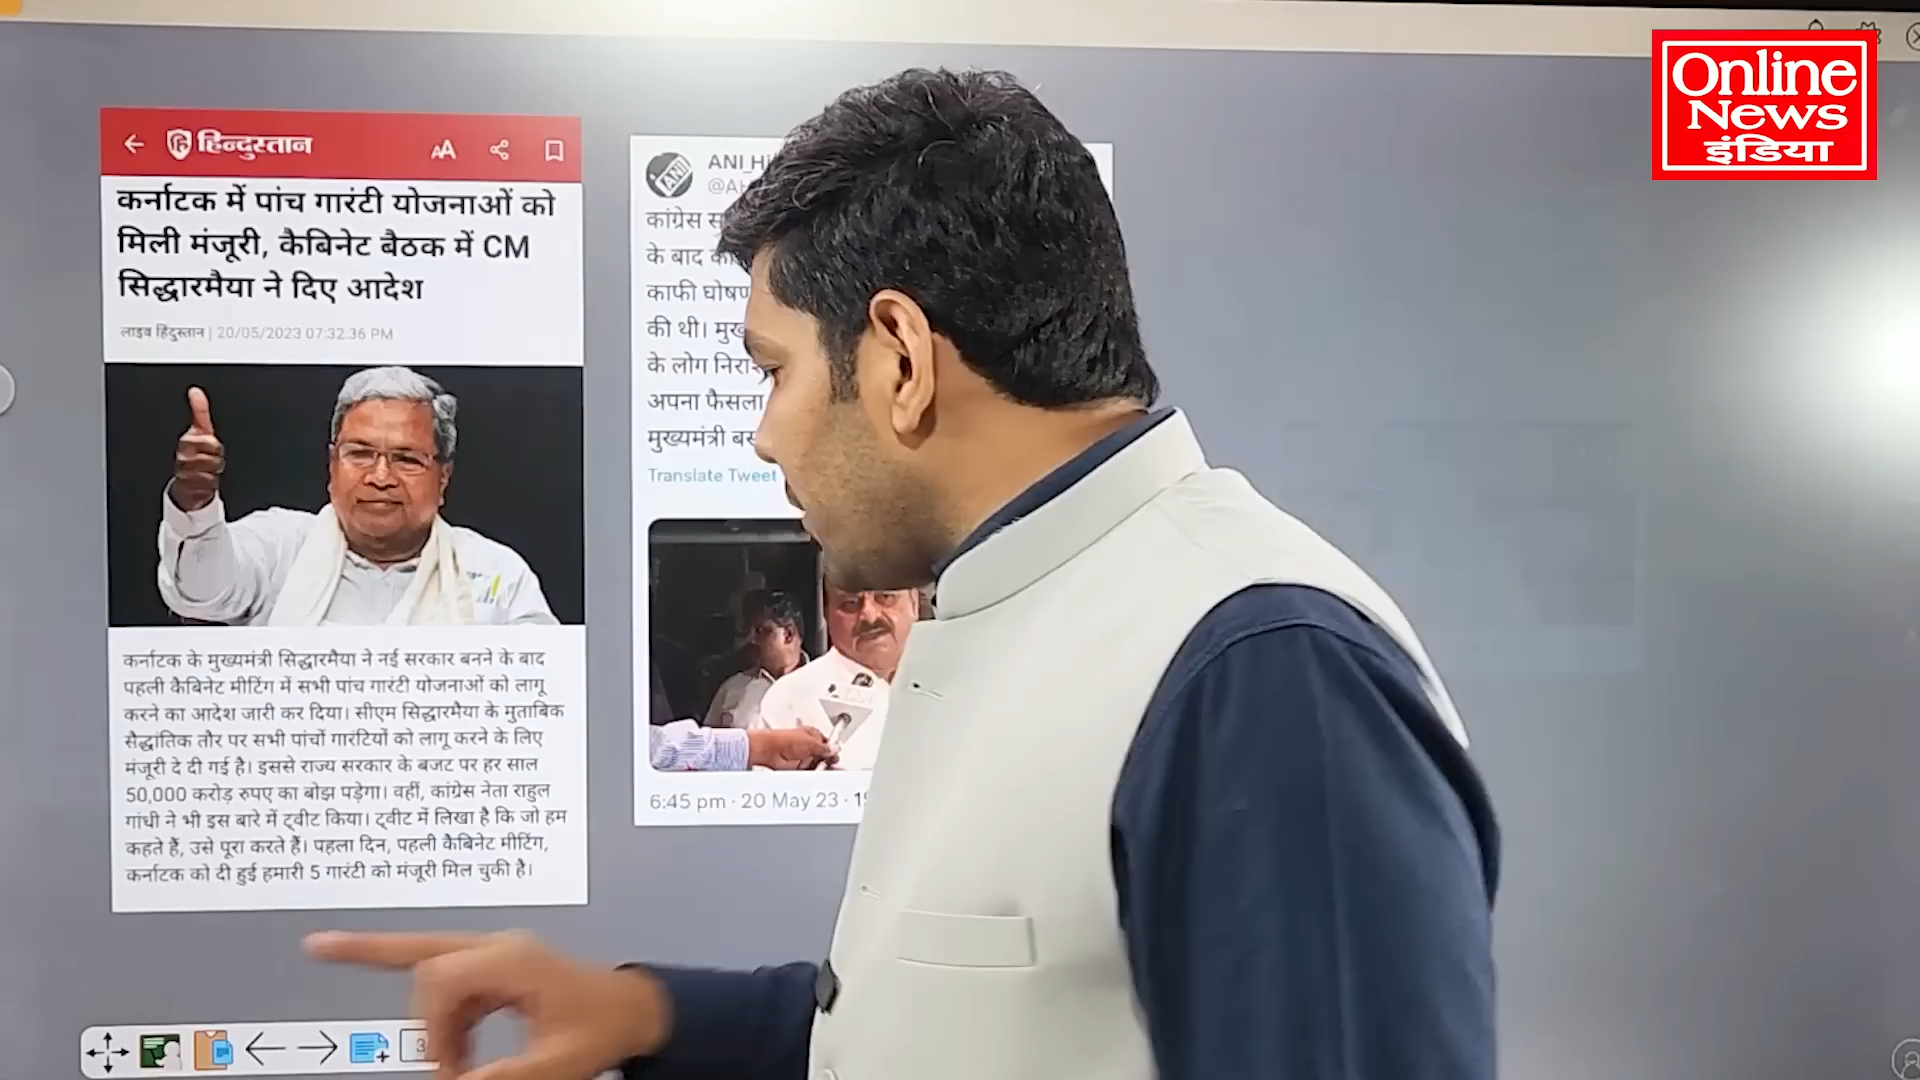 Online
News
इंडिया
हिन्दुस्तान
AA
कर्नाटक में पांच गारंटी योजनाओं को
मिली मंजूरी, कैबिनेट बैठक में CM
सिद्धारमैया ने दिए आदेश
लाइव हिंदुस्तान | 20/05/2023 07:32:36 PM
कर्नाटक के मुख्यमंत्री सिद्धारमैया ने नई सरकार बनने के बाद
पहली कैबिनेट मीटिंग में सभी पांच गारंटी योजनाओं को लागू
करने का आदेश जारी कर दिया। सीएम सिद्धारमैया के मुताबिक
सैद्धांतिक तौर पर सभी पांचों गारंटियों को लागू करने के लिए
मंजूरी दे दी गई है। इससे राज्य सरकार के बजट पर हर साल
50,000 करोड़ रुपए का बोझ पड़ेगा। वहीं, कांग्रेस नेता राहुल
गांधी ने भी इस बारे में ट्वीट किया। ट्वीट में लिखा है कि जो हम
कहते हैं, उसे पूरा करते हैं। पहला दिन, पहली कैबिनेट मीटिंग,
कर्नाटक को दी हुई हमारी 5 गारंटी को मंजूरी मिल चुकी है।
ANI
कांग्रेस
के बाद
काफी
की थी।
के लोग
अपना फैसला
मुख्यमंत्री
Translate Tweet
6:45 pm · 20 May 23 ·